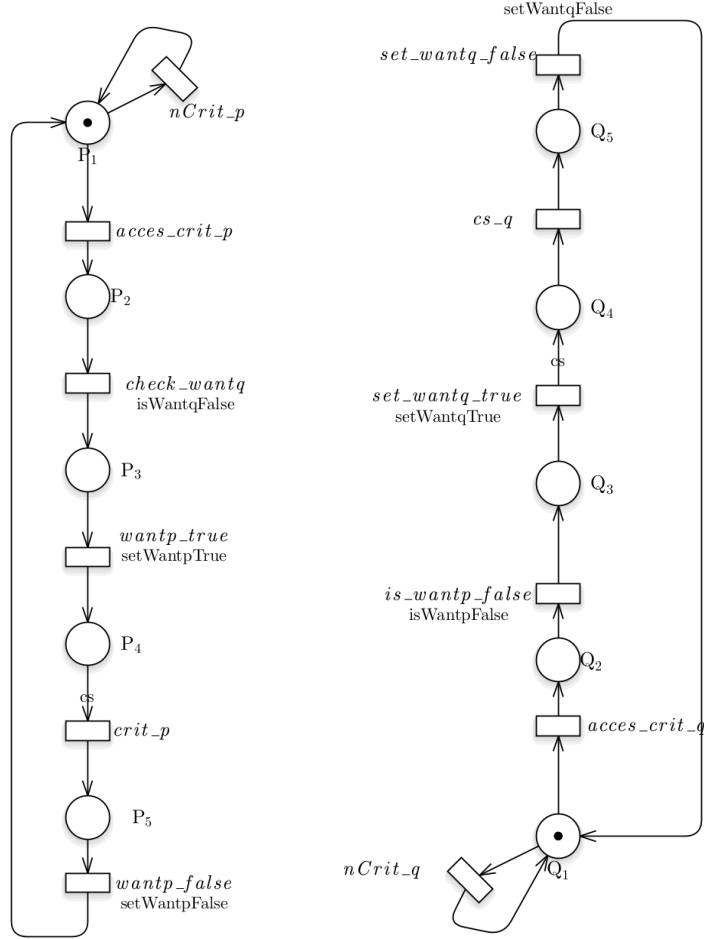 nCrit_p
P1
acces_crit_p
P2
check_wantq
isWantqFalse
P3
wantp_true
setWantpTrue
P4
cs
crit_p
P5
wantp_false
setWantpFalse
setWantqFalse
set_wantq_false
Q5
cs_q
Q4
cs
set_wantq_true
setWantqTrue
Q3
is_wantp_false
isWantpFalse
Q2
acces_crit_q
nCrit_q
Q1